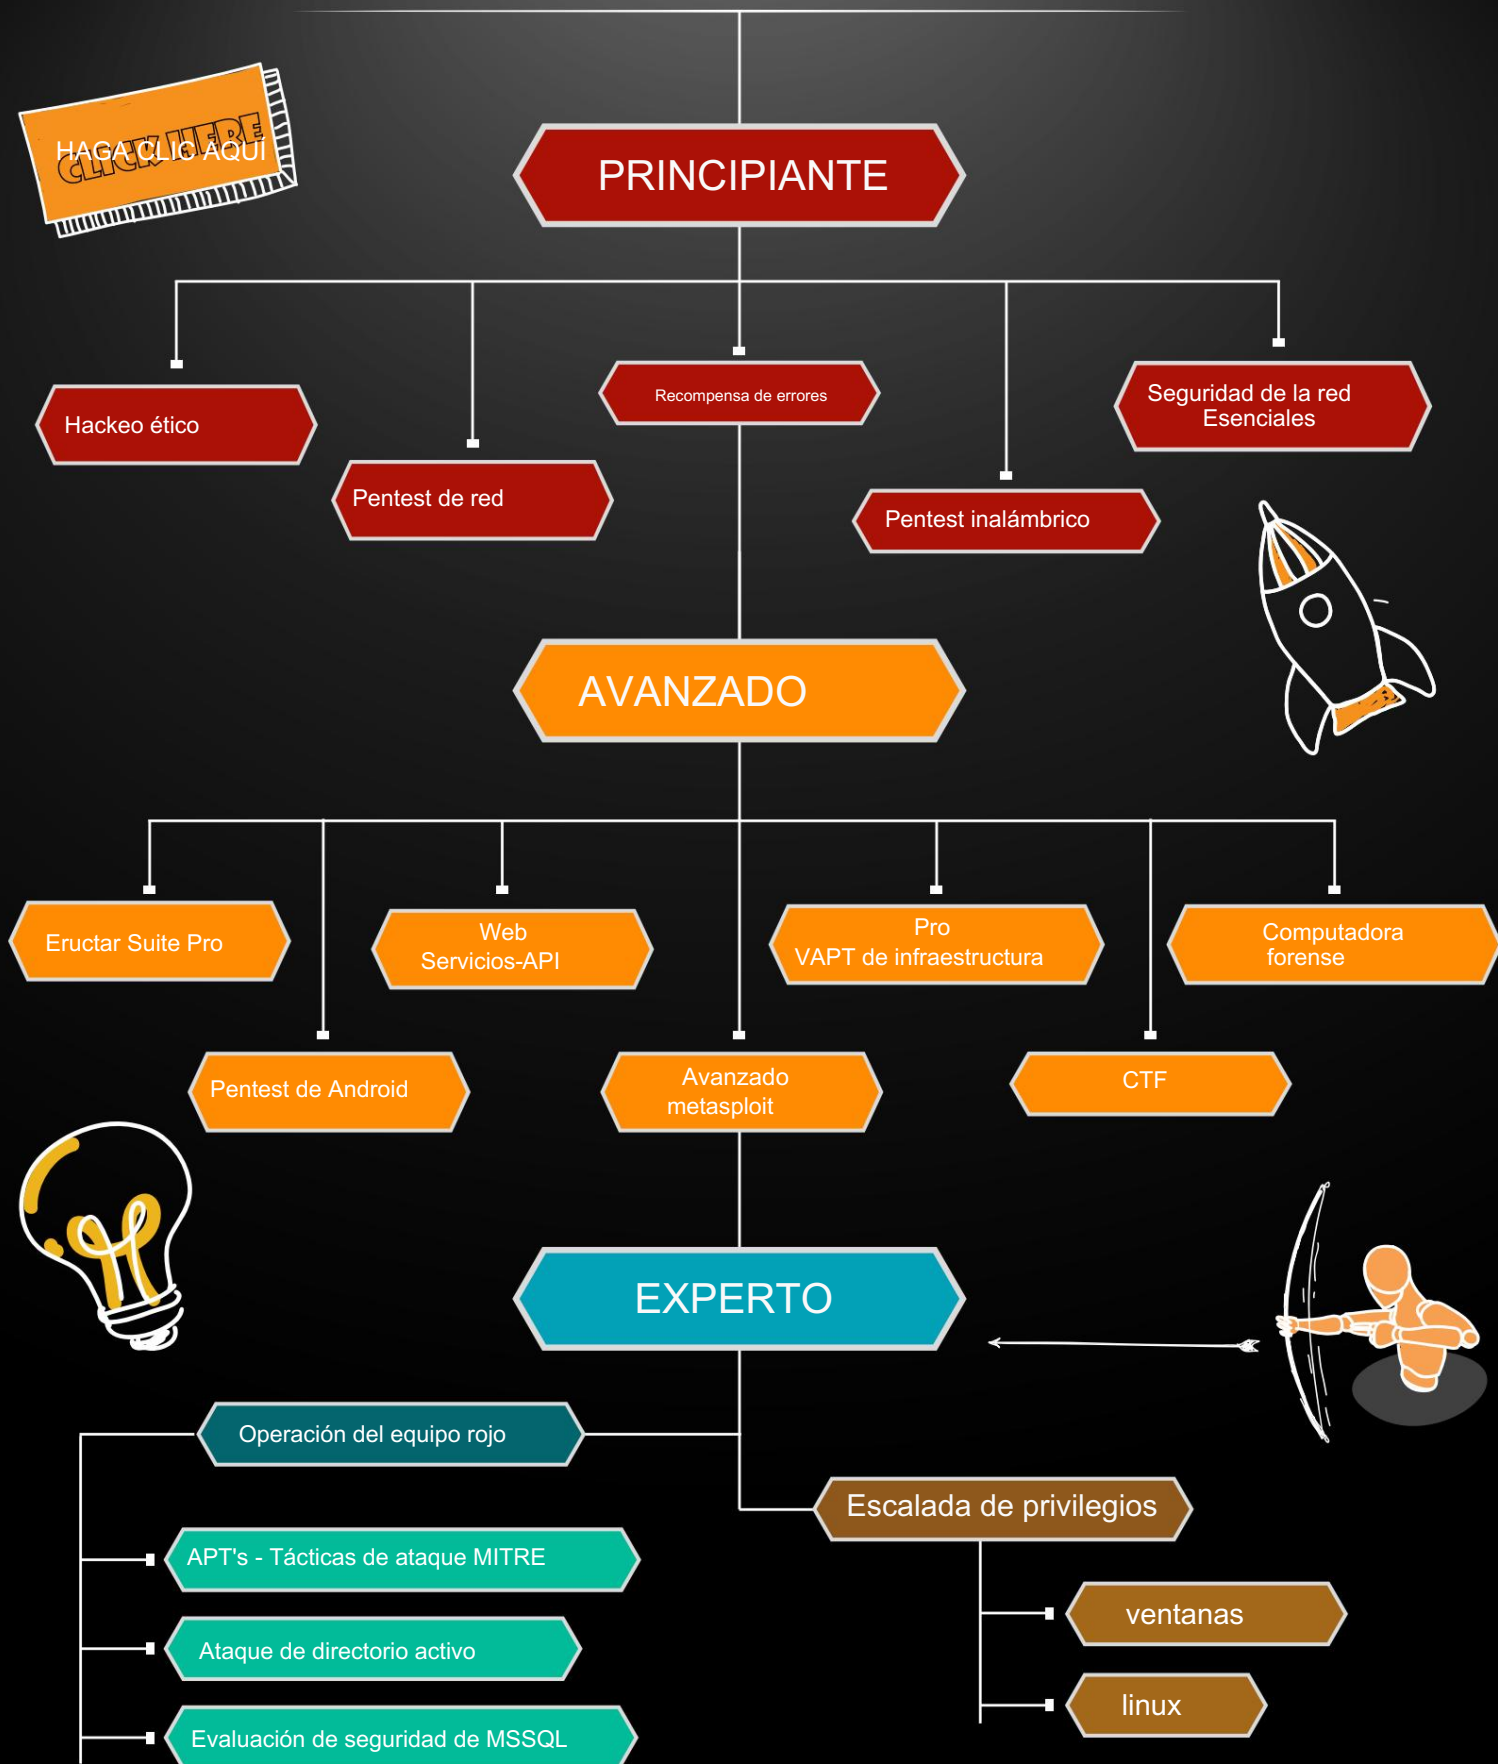 HAGA CLIC AQUÍ
CLICK HERE
PRINCIPIANTE
Hackeo ético
Pentest de red
Recompensa de errores
Pentest inalámbrico
Seguridad de la red
Esenciales
AVANZADO
Eructar Suite Pro
Web
Servicios-API
Pro
VAPT de infraestructura
Computadora
forense
Pentest de Android
Avanzado
metasploit
CTF
EXPERTO
Operación del equipo rojo
APT's - Tácticas de ataque MITRE
Ataque de directorio activo
Evaluación de seguridad de MSSQL
Escalada de privilegios
ventanas
linux